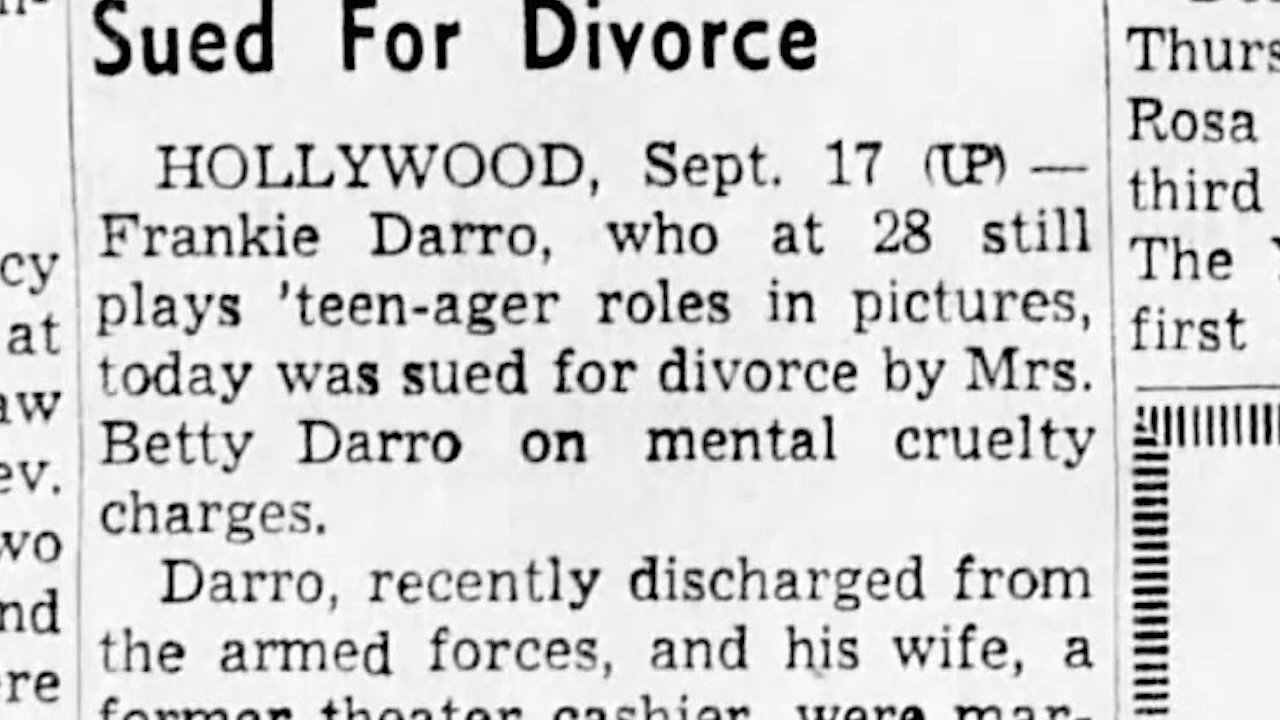 Sued For Divorce
HOLLYWOOD, Sept. 17 (UP) —
Frankie Darro, who at 28 still
plays 'teen-ager roles in pictures,
today was sued for divorce by Mrs.
Betty Darro on mental cruelty
charges.
Darro, recently discharged from
the armed forces, and his wife, a
former theater cashier, were mar-
cy
at
aw
ev.
wo
nd
re
Thurs
Rosa
third
The
first